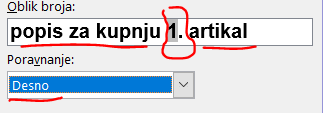 Oblik broja:
popis za kupnju 1. artikal
Poravnanje:
Desno